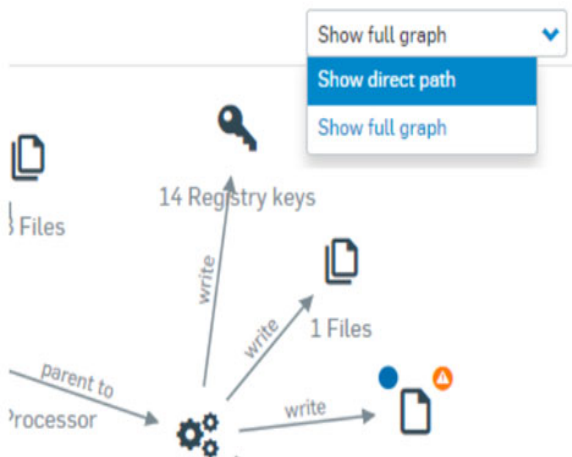 Show full graph
Show direct path
Show full graph
14 Registry keys
Files
write
write
1 Files
parent to
write